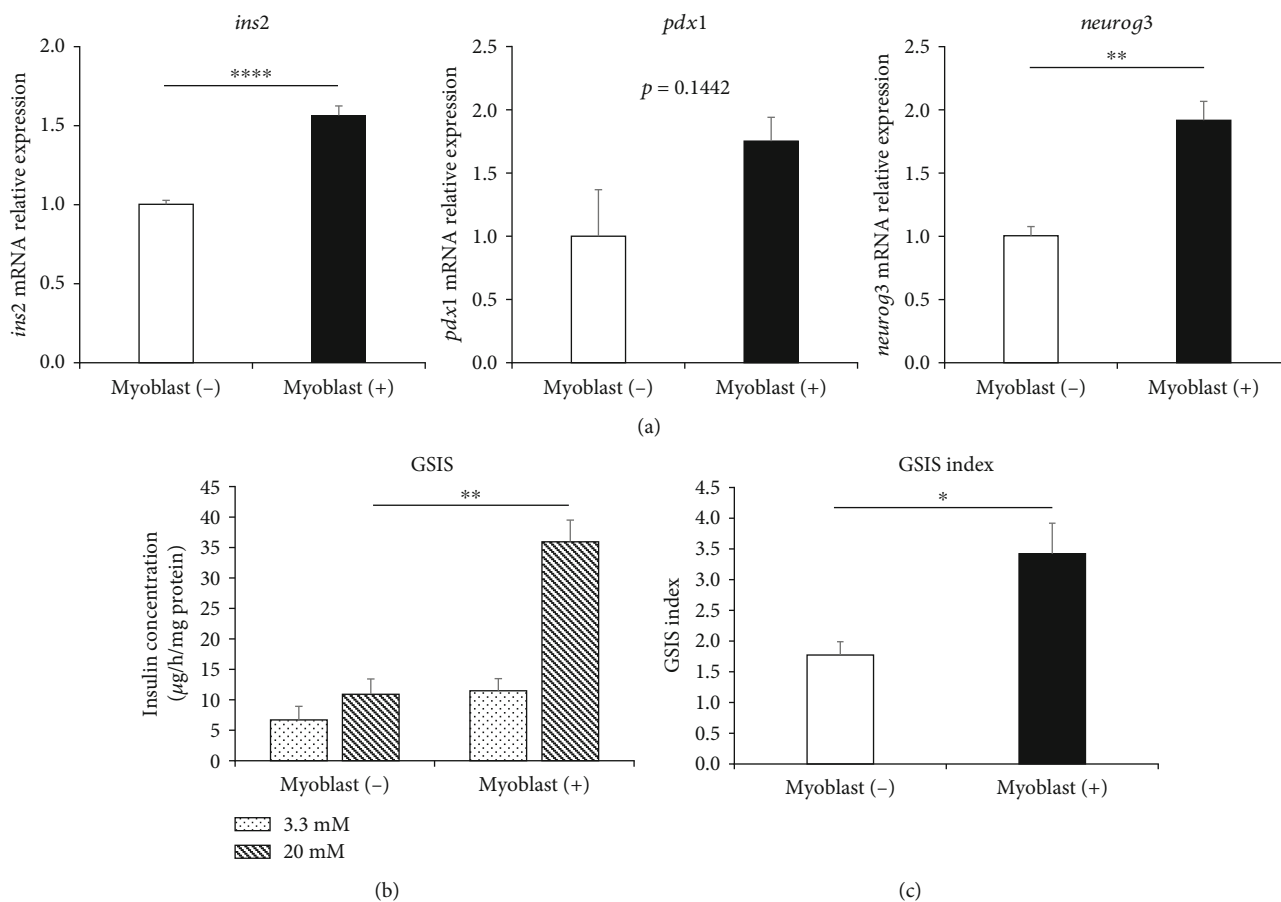 ins2
ins2 mRNA relative expression
2.0
1.5
1.0
0.5
0.0
****
Myoblast (–)
Myoblast (+)
pdx1
pdx1 mRNA relative expression
2.5
2.0
1.5
1.0
0.5
0.0
p = 0.1442
Myoblast (–)
Myoblast (+)
neurog3
neurog3 mRNA relative expression
2.5
2.0
1.5
1.0
0.5
0.0
**
Myoblast (–)
Myoblast (+)
(a)
GSIS
Insulin concentration
(μg/h/mg protein)
45
40
35
30
25
20
15
10
5
0
**
Myoblast (–)
Myoblast (+)
3.3 mM
20 mM
(b)
GSIS index
GSIS index
4.5
4.0
3.5
3.0
2.5
2.0
1.5
1.0
0.5
0.0
*
Myoblast (–)
Myoblast (+)
(c)